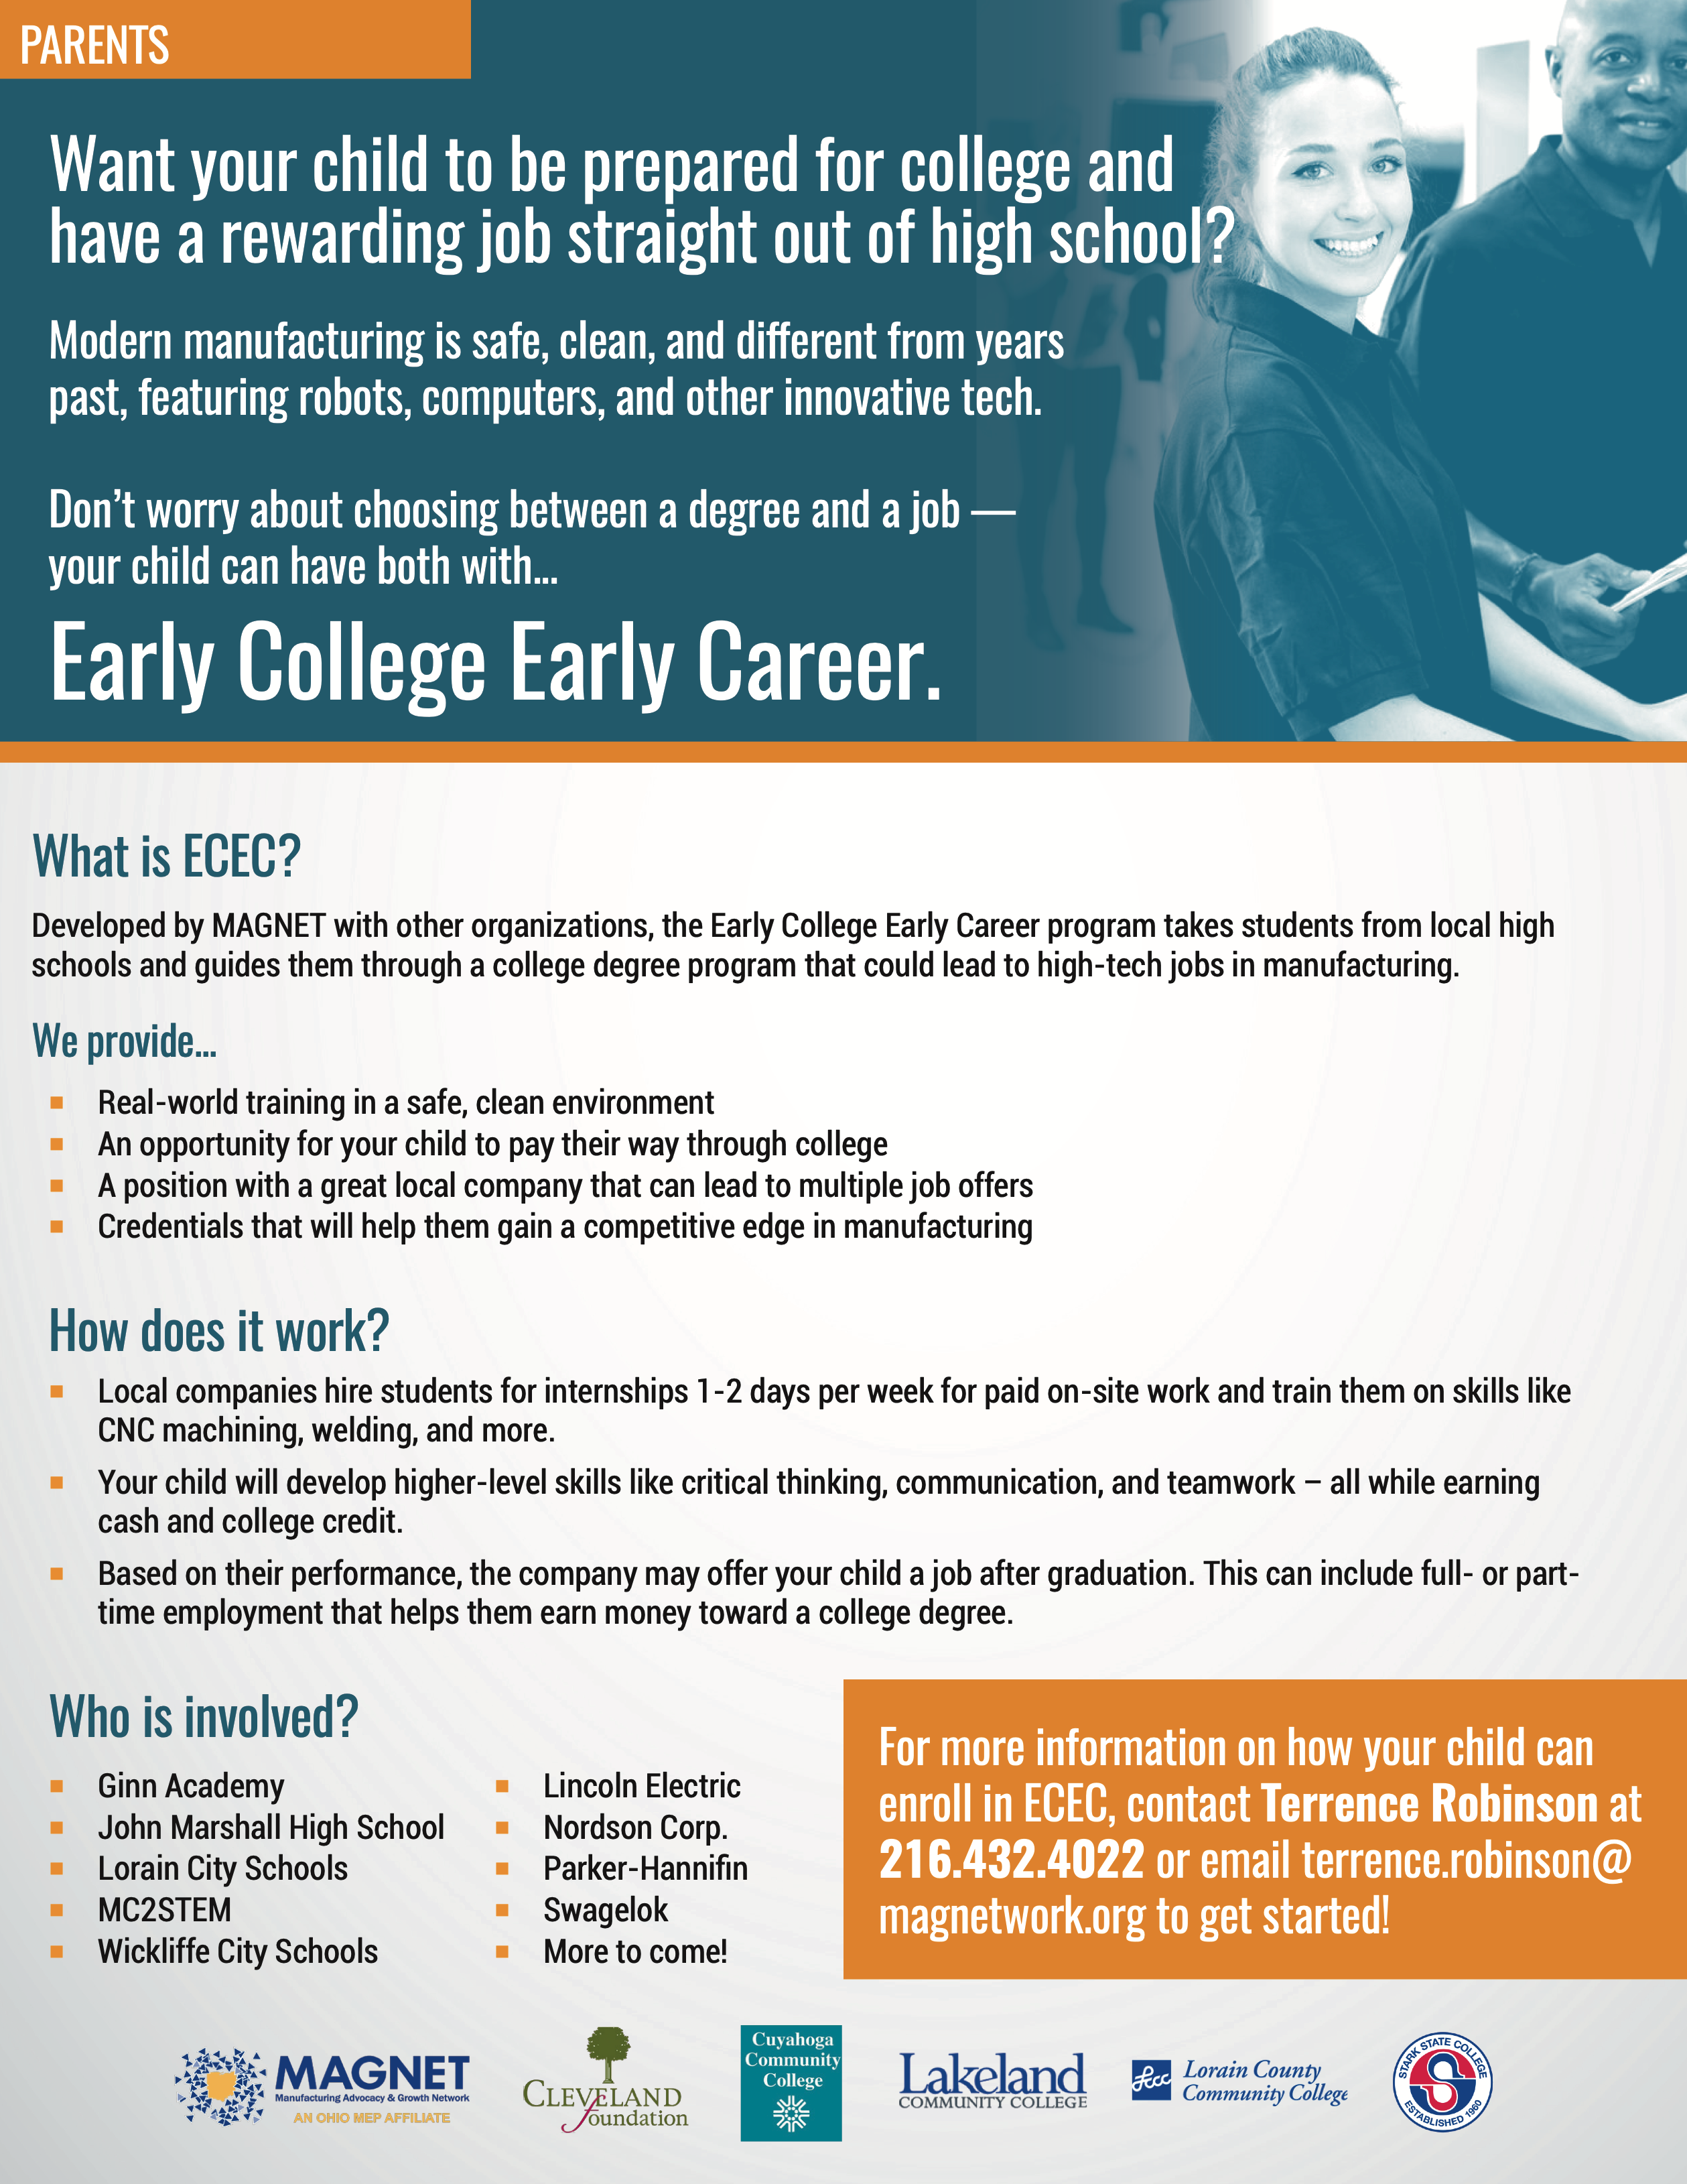 PARENTS
Want your child to be prepared for college and
have a rewarding job straight out of high school?
Modern manufacturing is safe, clean, and different from years
past, featuring robots, computers, and other innovative tech.
Don't worry about choosing between a degree and a job —
your child can have both with...
Early College Early Career.
What is ECEC?
Developed by MAGNET with other organizations, the Early College Early Career program takes students from local high
schools and guides them through a college degree program that could lead to high-tech jobs in manufacturing.
We provide...
Real-world training in a safe, clean environment
An opportunity for your child to pay their way through college
A position with a great local company that can lead to multiple job offers
Credentials that will help them gain a competitive edge in manufacturing
How does it work?
Local companies hire students for internships 1-2 days per week for paid on-site work and train them on skills like
CNC machining, welding, and more.
Your child will develop higher-level skills like critical thinking, communication, and teamwork – all while earning
cash and college credit.
Based on their performance, the company may offer your child a job after graduation. This can include full- or part-
time employment that helps them earn money toward a college degree.
Who is involved?
Ginn Academy
John Marshall High School
Lorain City Schools
MC2STEM
Wickliffe City Schools
Lincoln Electric
Nordson Corp.
Parker-Hannifin
Swagelok
More to come!
For more information on how your child can
enroll in ECEC, contact Terrence Robinson at
216.432.4022 or email terrence.robinson@
magnetwork.org to get started!
MAGNET
Manufacturing Advocacy & Growth Network
AN OHIO MEP AFFILIATE
CLEVELAND
foundation
Cuyahoga
Community
College
Lakeland
COMMUNITY COLLEGE
lccc
Lorain County
Community College
STARK STATE COLLEGE
ESTABLISHED 1960